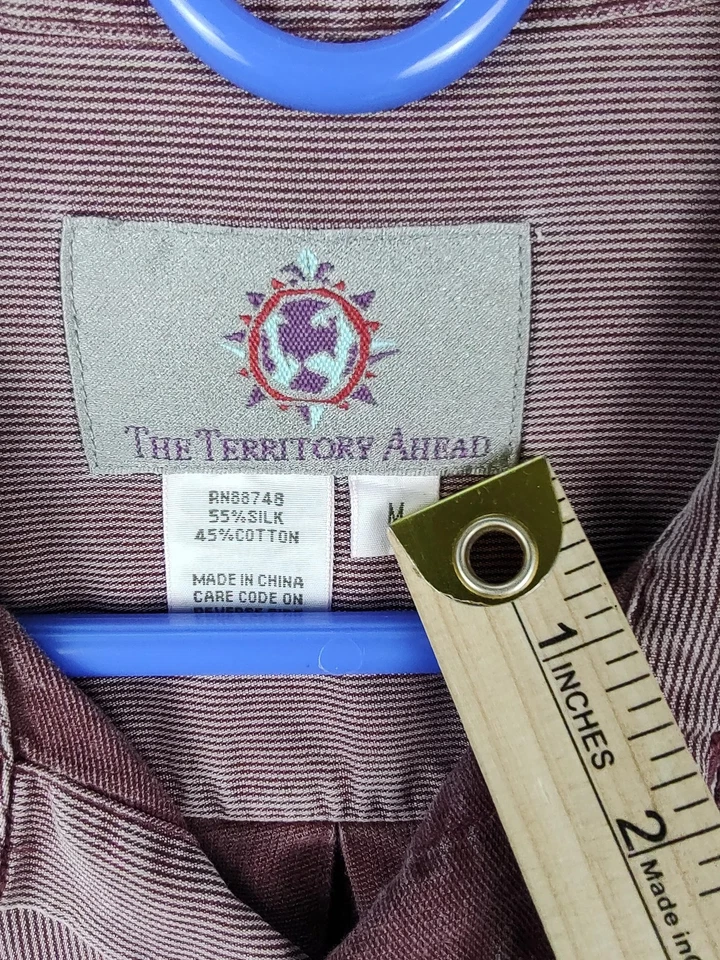 THE TERRITORY AHEAD
RN88748
55%SILK
45%COTTON
M
MADE IN CHINA
CARE CODE ON
REVERSE
1
INCHES
2
Made in